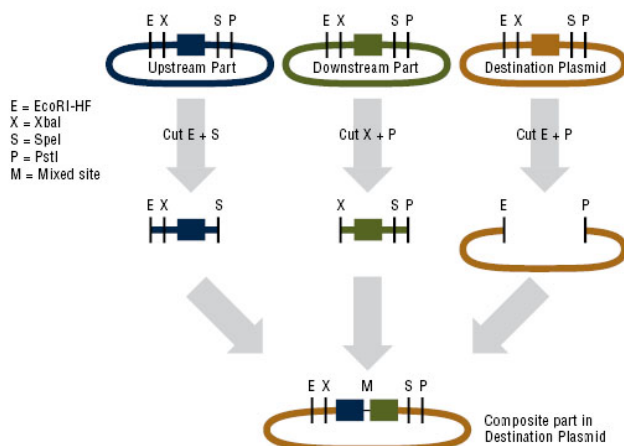 E X S P E X S P E X S P
Upstream Part Downstream Part Destination Plasmid
E = EcoRI-HF
X = XbaI
S = SpeI
P = PstI
M = Mixed site
Cut E + S Cut X + P Cut E + P
E X S X S P E P
E X M S P
Composite part in
Destination Plasmid